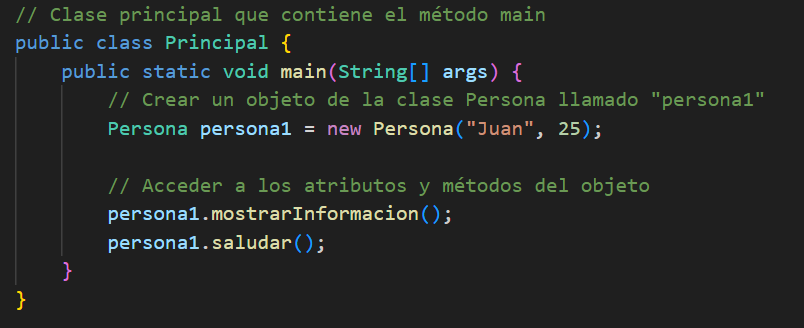 // Clase principal que contiene el método main
public class Principal {
    public static void main(String[] args) {
        // Crear un objeto de la clase Persona llamado "persona1"
        Persona persona1 = new Persona("Juan", 25);

        // Acceder a los atributos y métodos del objeto
        persona1.mostrarInformacion();
        persona1.saludar();
    }
}